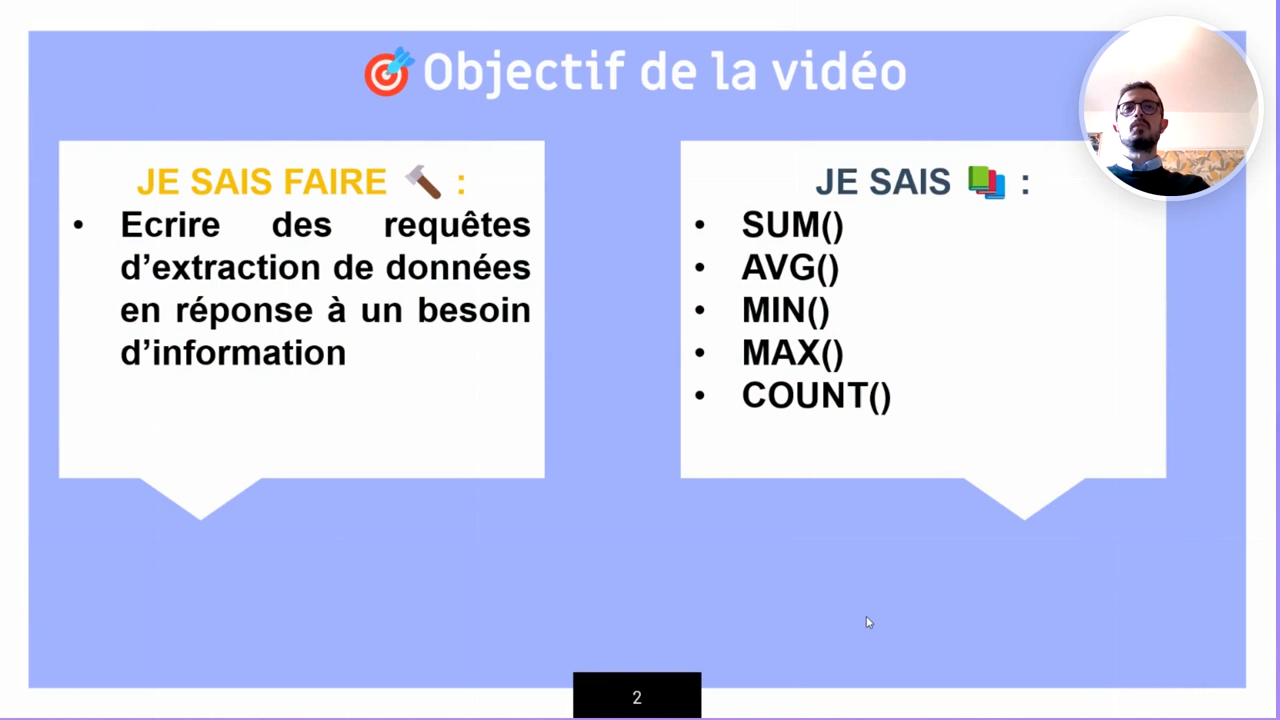 🎯 Objectif de la vidéo
JE SAIS FAIRE 🔨 :
• Ecrire des requêtes
d’extraction de données
en réponse à un besoin
d’information
JE SAIS 📚 :
• SUM()
• AVG()
• MIN()
• MAX()
• COUNT()
2